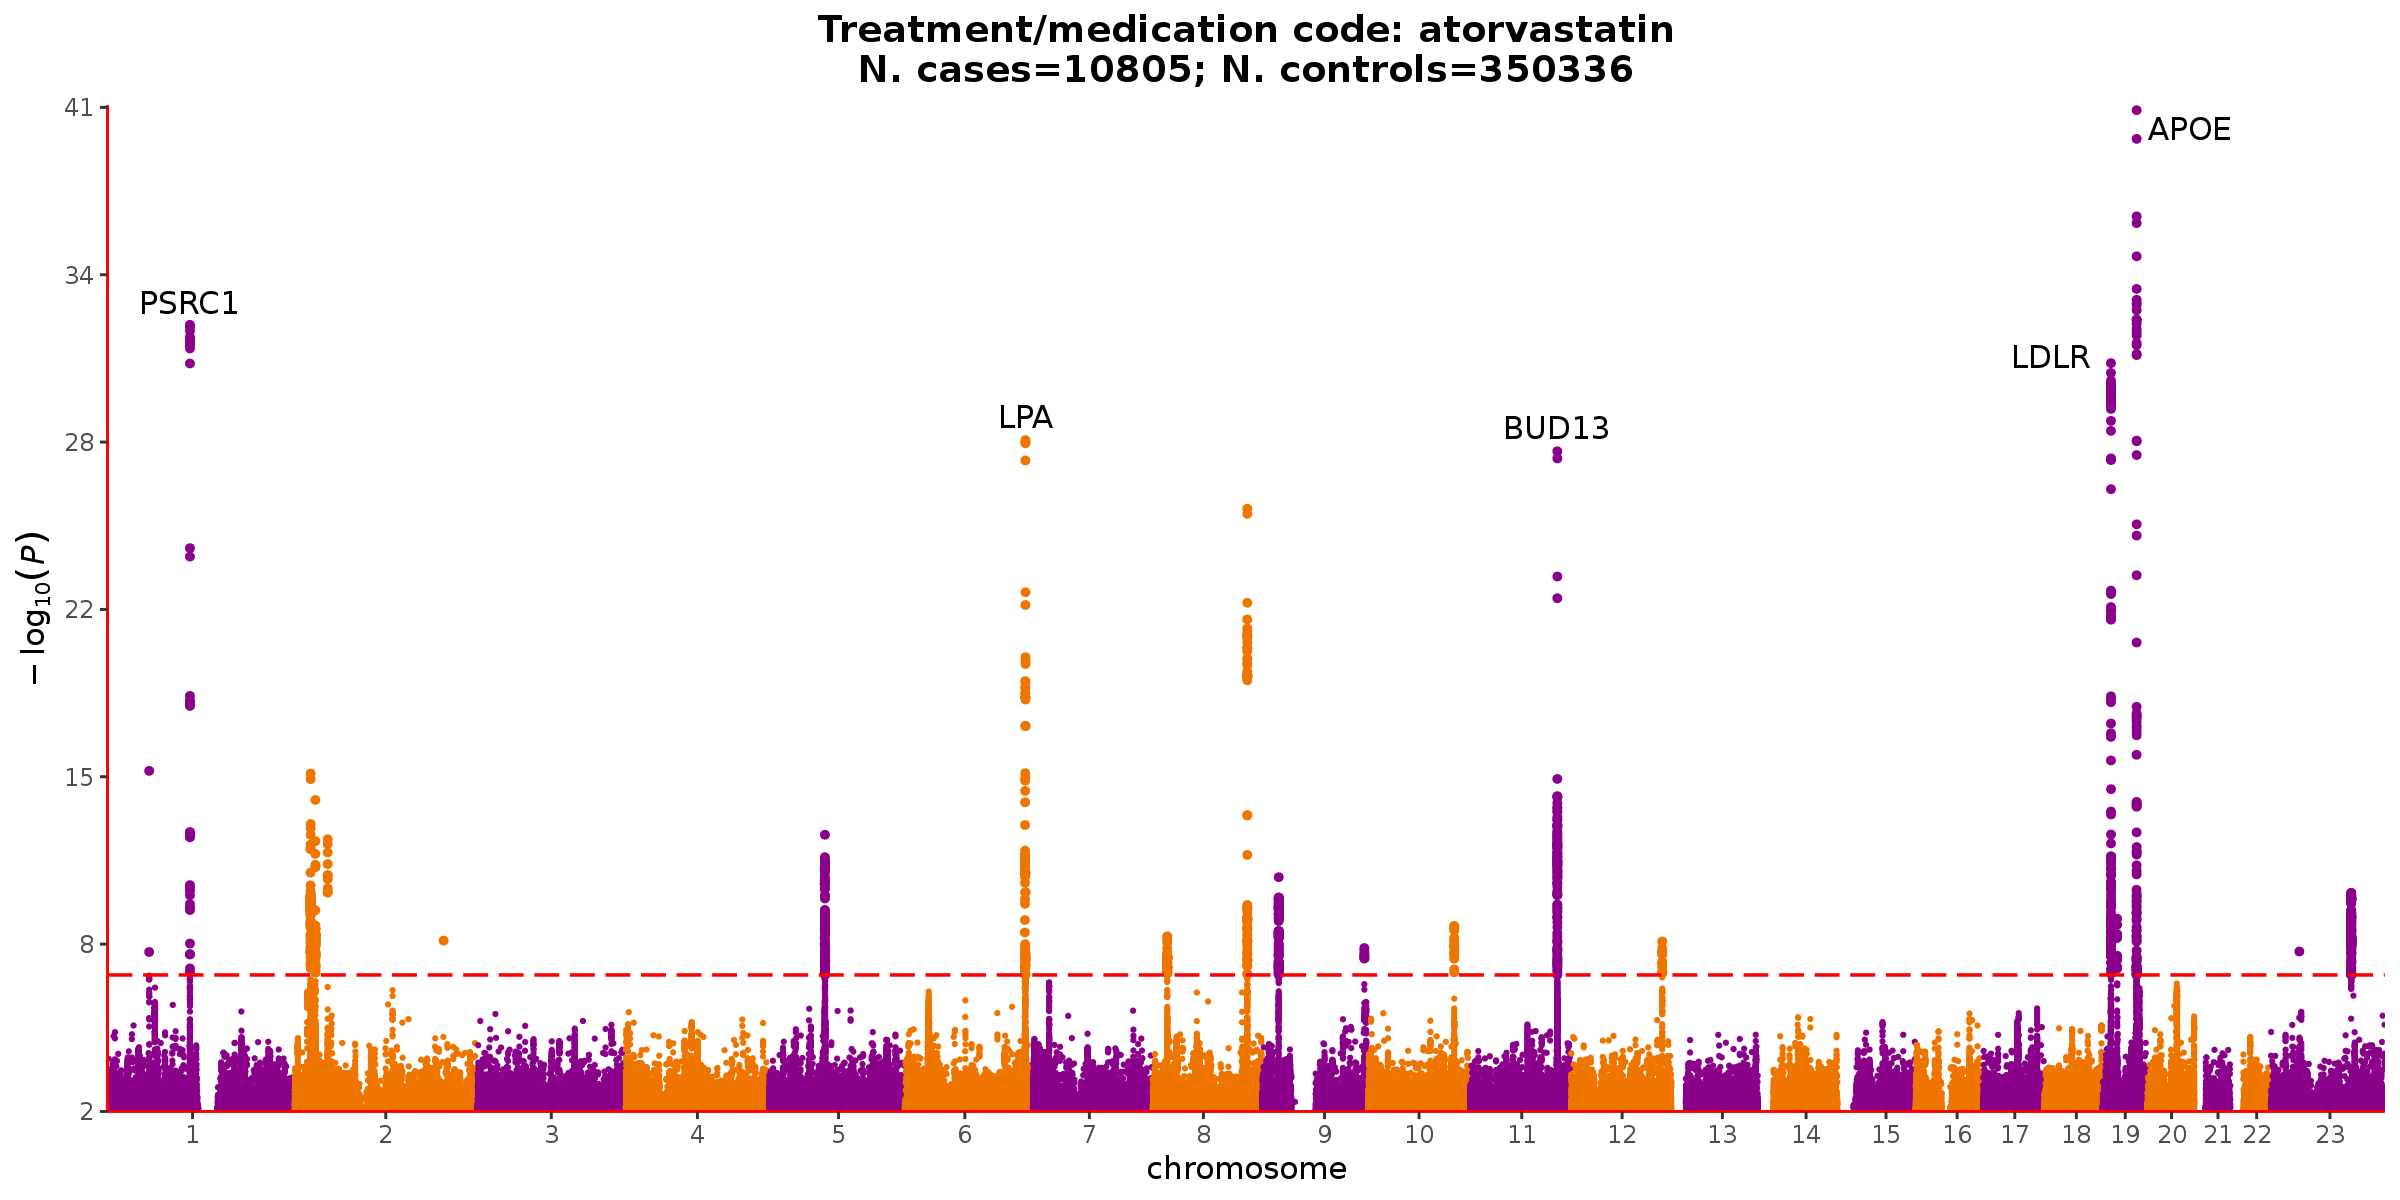 Treatment/medication code: atorvastatin
N. cases=10805; N. controls=350336
41
34
28
22
15
8
2
−log₁₀(P)
PSRC1
LPA
BUD13
LDLR
APOE
1 2 3 4 5 6 7 8 9 10 11 12 13 14 15 16 17 18 19 20 21 22 23
chromosome